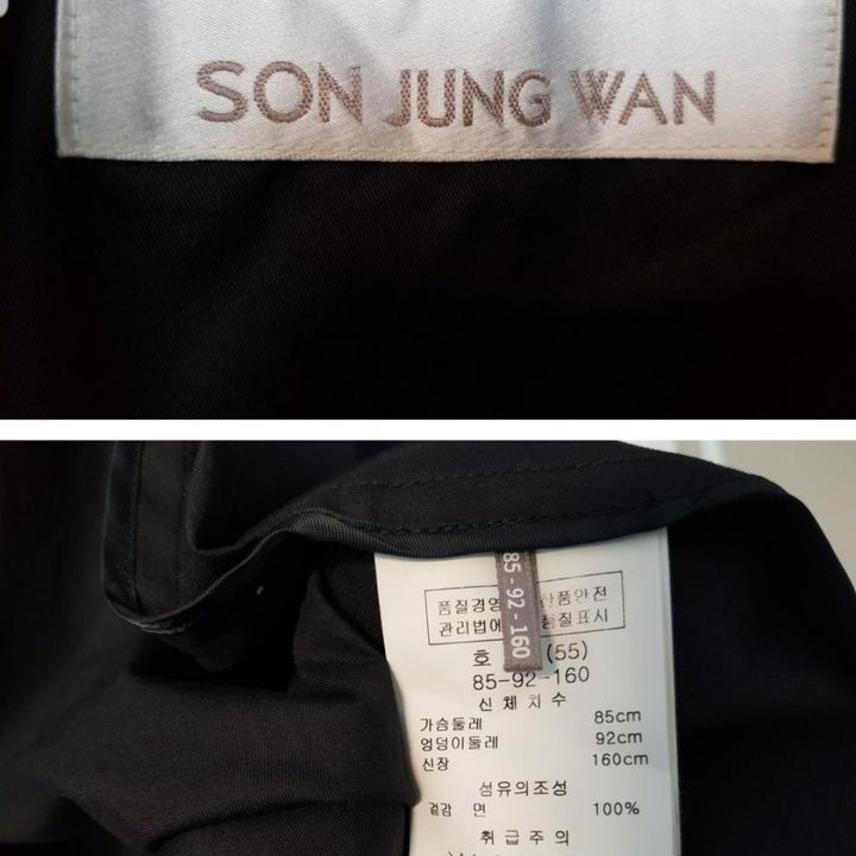 SON JUNG WAN
85-92-160
품질경영 산품안전
관리법에 품질표시
호 (55)
85-92-160
신체치수
가슴둘레 85cm
엉덩이둘레 92cm
신장 160cm
섬유의조성
겉감 면 100%
취급주의